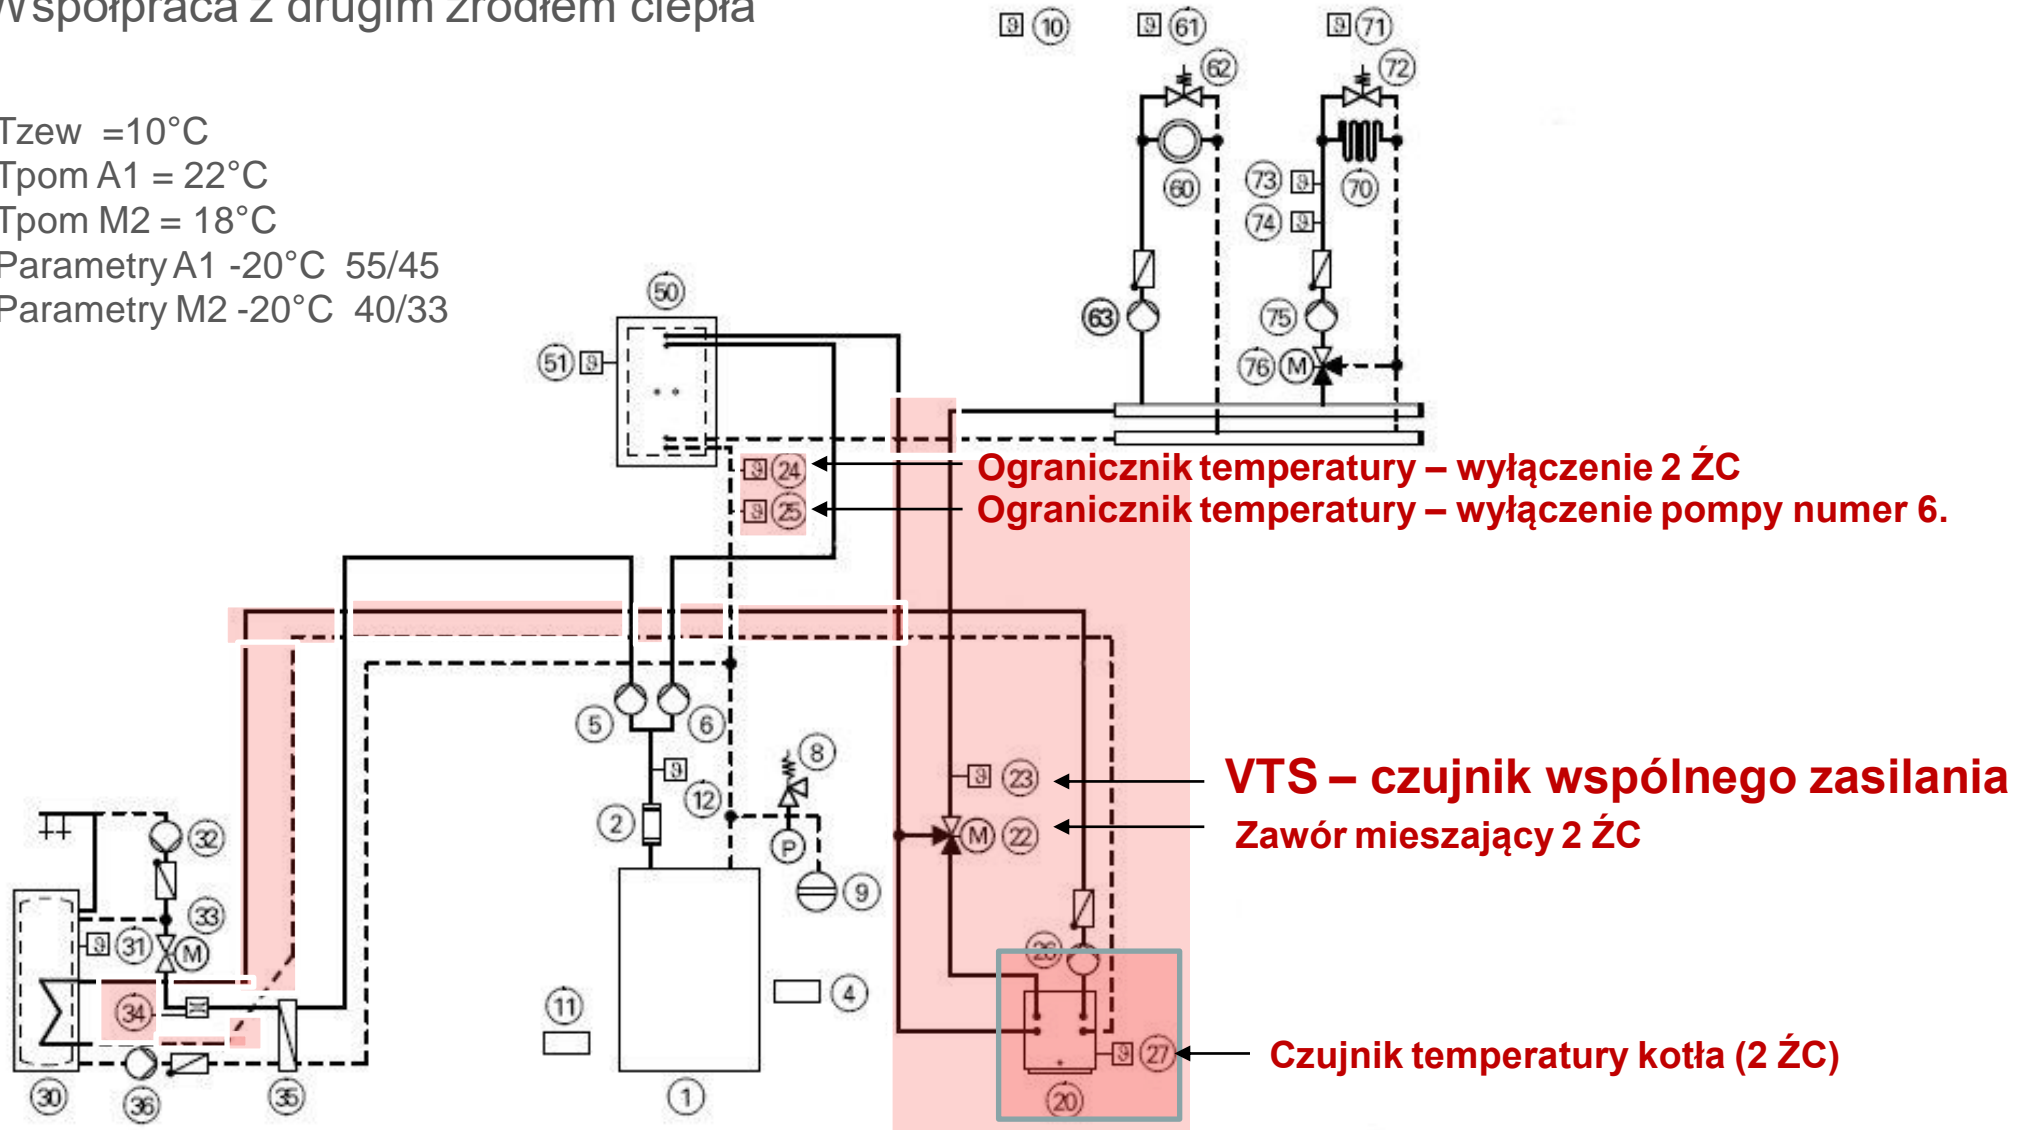 Współpraca z drugim źródłem ciepła
Tzew =10°C
Tpom A1 = 22°C
Tpom M2 = 18°C
Parametry A1 -20°C 55/45
Parametry M2 -20°C 40/33
ϑ 10
ϑ 61
ϑ 71
62
72
60
73 ϑ
70
74 ϑ
50
63
75
51 ϑ
76 M
ϑ 24
Ogranicznik temperatury – wyłączenie 2 ŹC
ϑ 25
Ogranicznik temperatury – wyłączenie pompy numer 6.
5
6
8
ϑ
12
2
P
9
ϑ 23
VTS – czujnik wspólnego zasilania
M 22
Zawór mieszający 2 ŹC
32
33
ϑ 31
M
26
34
11
4
ϑ 27
Czujnik temperatury kotła (2 ŹC)
30
36
35
1
20